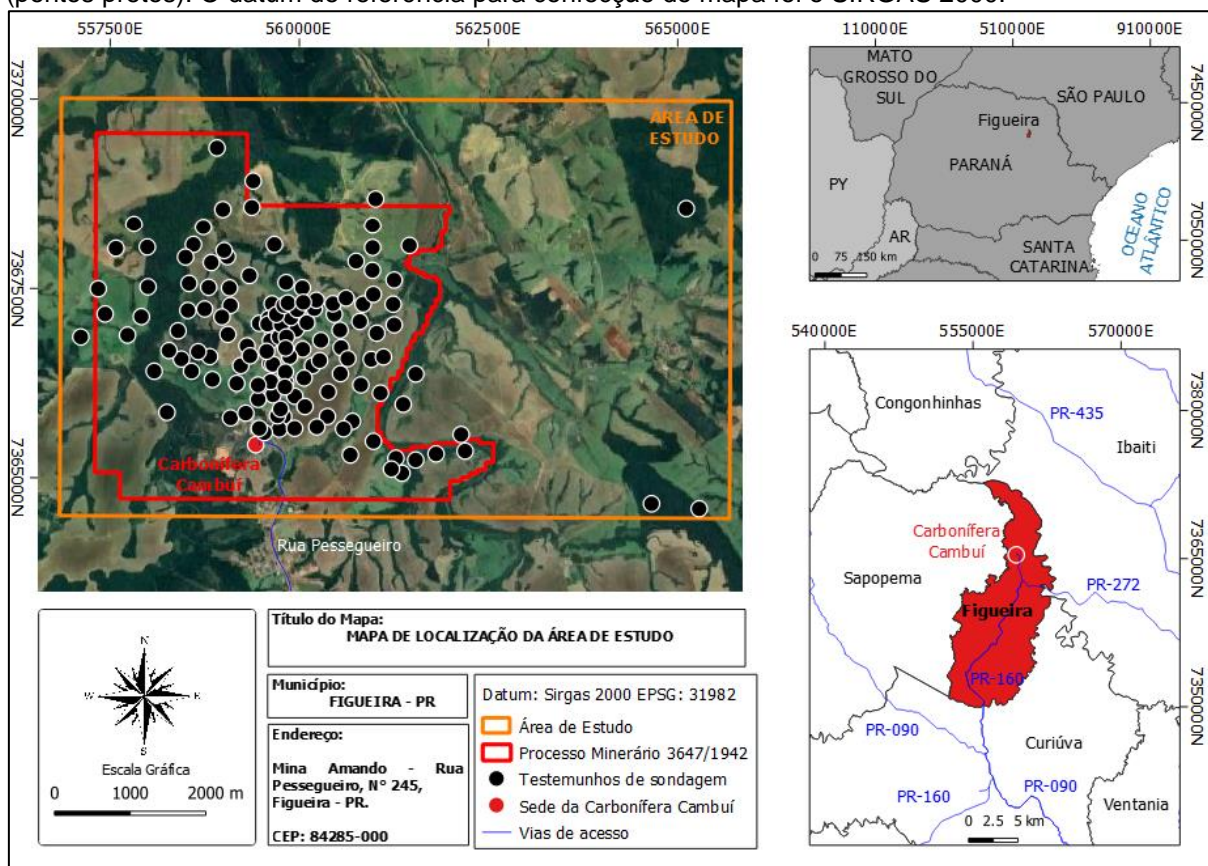 (pontos pretos). O datum de referência para confecção do mapa foi o SIRGAS 2000.
557500E 560000E 562500E 565000E
7370000N
7367500N
7365000N
ÁREA DE
ESTUDO
Carbonífera
Cambuí
Rua Pessegueiro
110000E 5100000E 9100000E
7450000N
7050000N
MATO
GROSSO DO
SUL
SÃO PAULO
Figueira
PARANÁ
PY
AR
SANTA
CATARINA
OCEANO
ATLÂNTICO
0 75 150 km
540000E 555000E 570000E
7380000N
7365000N
7350000N
Congonhinhas
PR-435
Ibaiti
Carbonífera
Cambuí
Sapopema
PR-272
Figueira
PR-160
PR-090
Curiúva
PR-160
PR-090
Ventania
0 2.5 5 km
N
W E
S
Escala Gráfica
0 1000 2000 m
Título do Mapa:
MAPA DE LOCALIZAÇÃO DA ÁREA DE ESTUDO
Município:
FIGUEIRA - PR
Endereço:
Mina Amando - Rua
Pessegueiro, N° 245,
Figueira - PR.
CEP: 84285-000
Datum: Sirgas 2000 EPSG: 31982
Área de Estudo
Processo Minerário 3647/1942
Testemunhos de sondagem
Sede da Carbonífera Cambuí
Vias de acesso